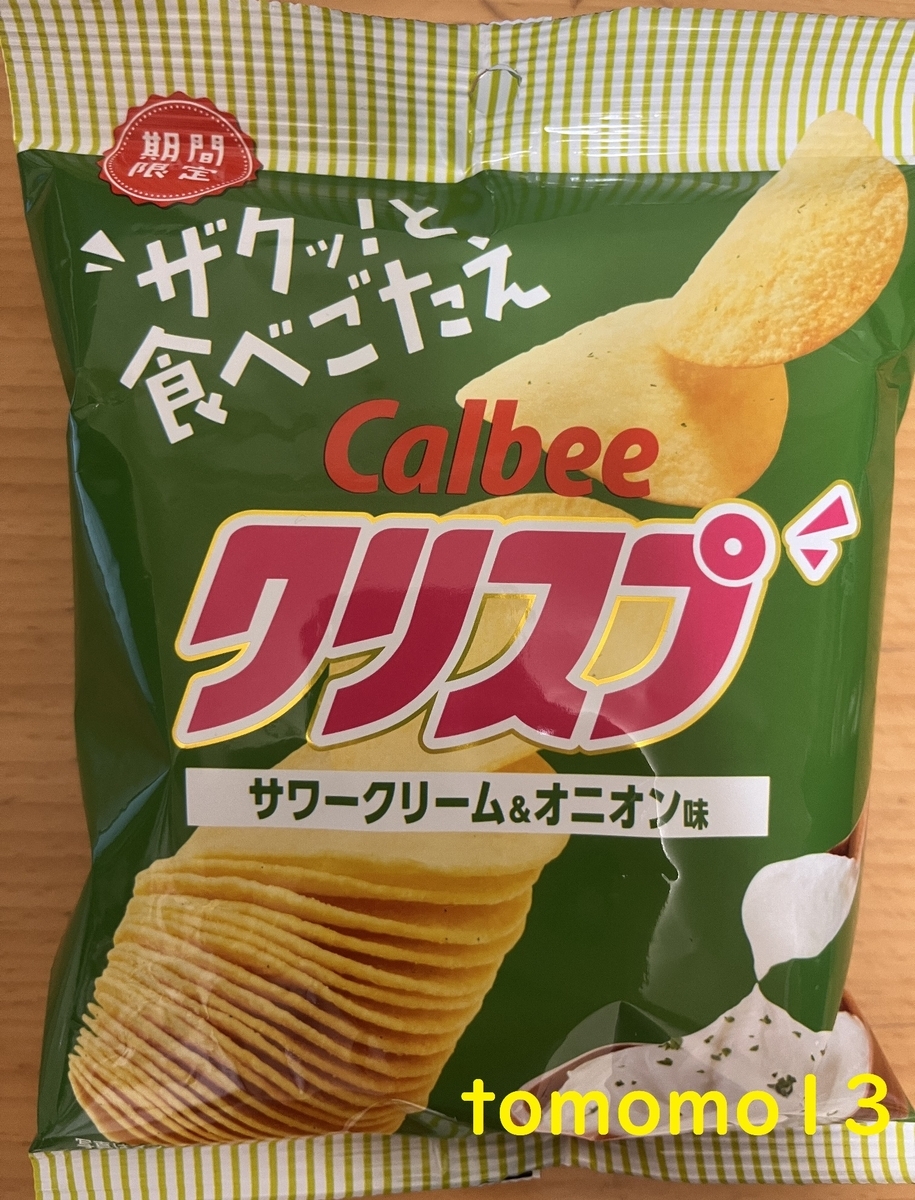 期間
限定
ザクッ!と、
食べごたえ
Calbee
クリスプ
サワークリーム&オニオン味
tomomo13